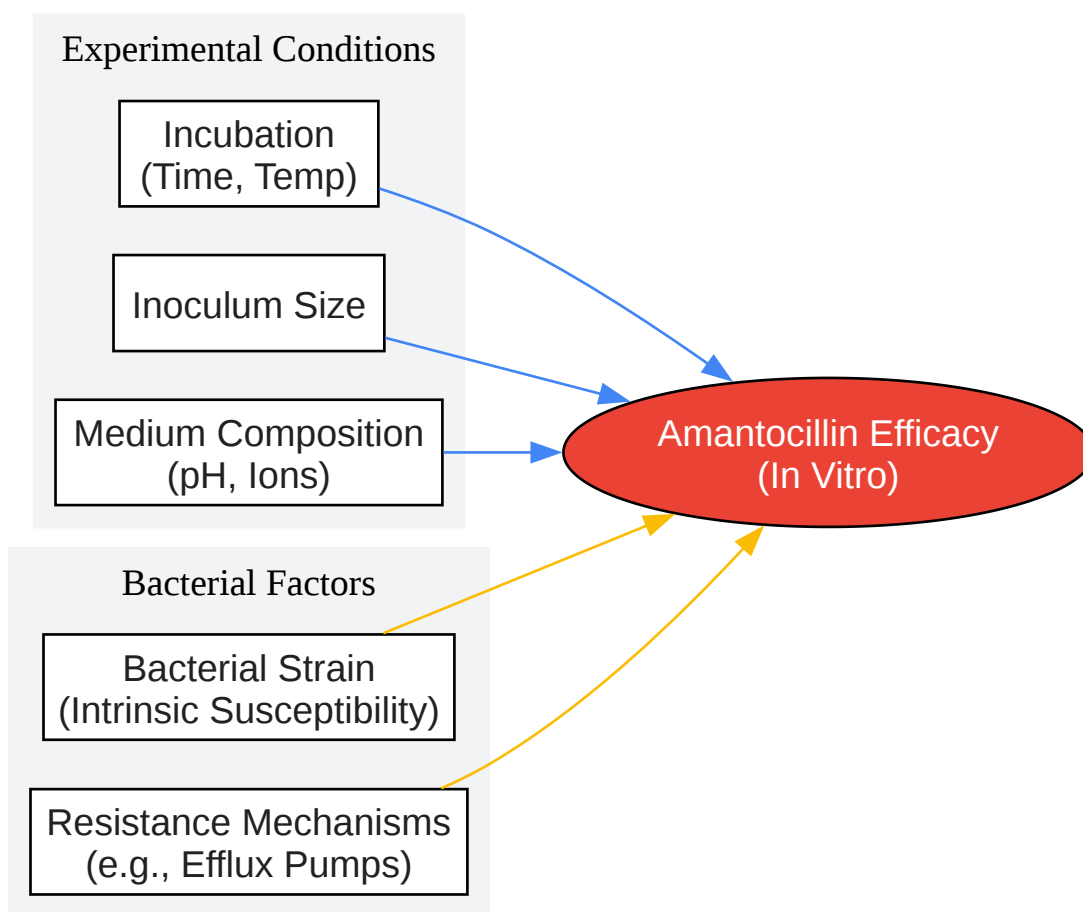 Experimental Conditions
Incubation
(Time, Temp)
Inoculum Size
Medium Composition
(pH, Ions)
Amantocillin Efficacy
(In Vitro)
Bacterial Factors
Bacterial Strain
(Intrinsic Susceptibility)
Resistance Mechanisms
(e.g., Efflux Pumps)